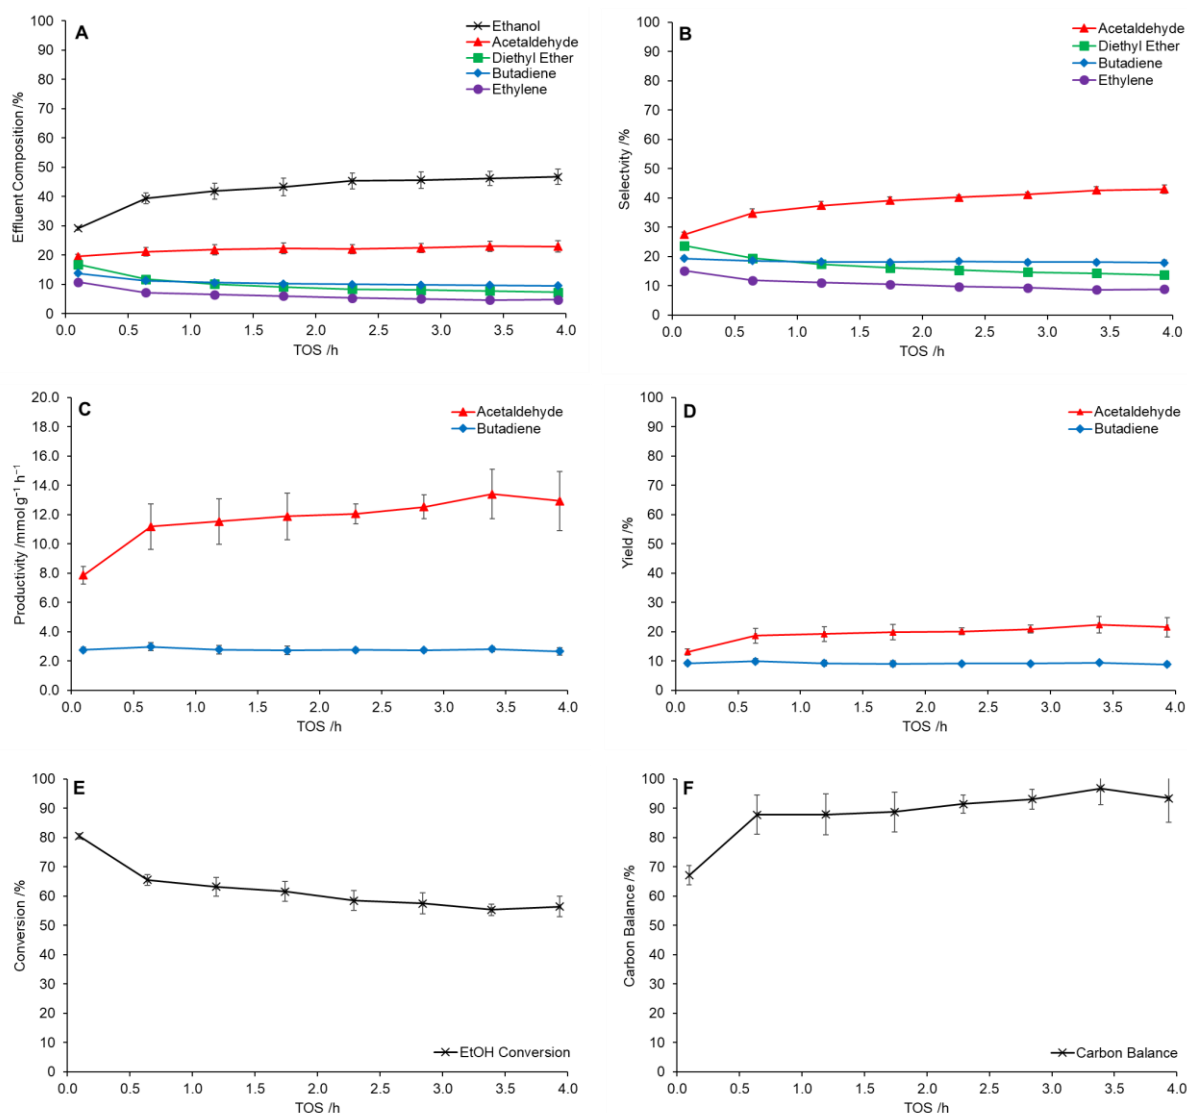 A
Ethanol
Acetaldehyde
Diethyl Ether
Butadiene
Ethylene
Effluent Composition /%
100
90
80
70
60
50
40
30
20
10
0
0.0 0.5 1.0 1.5 2.0 2.5 3.0 3.5 4.0
TOS /h
B
Acetaldehyde
Diethyl Ether
Butadiene
Ethylene
Selectvity /%
100
90
80
70
60
50
40
30
20
10
0
0.0 0.5 1.0 1.5 2.0 2.5 3.0 3.5 4.0
TOS /h
C
Acetaldehyde
Butadiene
Productivity /mmol g⁻¹ h⁻¹
20.0
18.0
16.0
14.0
12.0
10.0
8.0
6.0
4.0
2.0
0.0
0.0 0.5 1.0 1.5 2.0 2.5 3.0 3.5 4.0
TOS /h
D
Acetaldehyde
Butadiene
Yield /%
100
90
80
70
60
50
40
30
20
10
0
0.0 0.5 1.0 1.5 2.0 2.5 3.0 3.5 4.0
TOS /h
E
Conversion /%
100
90
80
70
60
50
40
30
20
10
0
EtOH Conversion
0.0 0.5 1.0 1.5 2.0 2.5 3.0 3.5 4.0
TOS /h
F
Carbon Balance /%
100
90
80
70
60
50
40
30
20
10
0
Carbon Balance
0.0 0.5 1.0 1.5 2.0 2.5 3.0 3.5 4.0
TOS /h